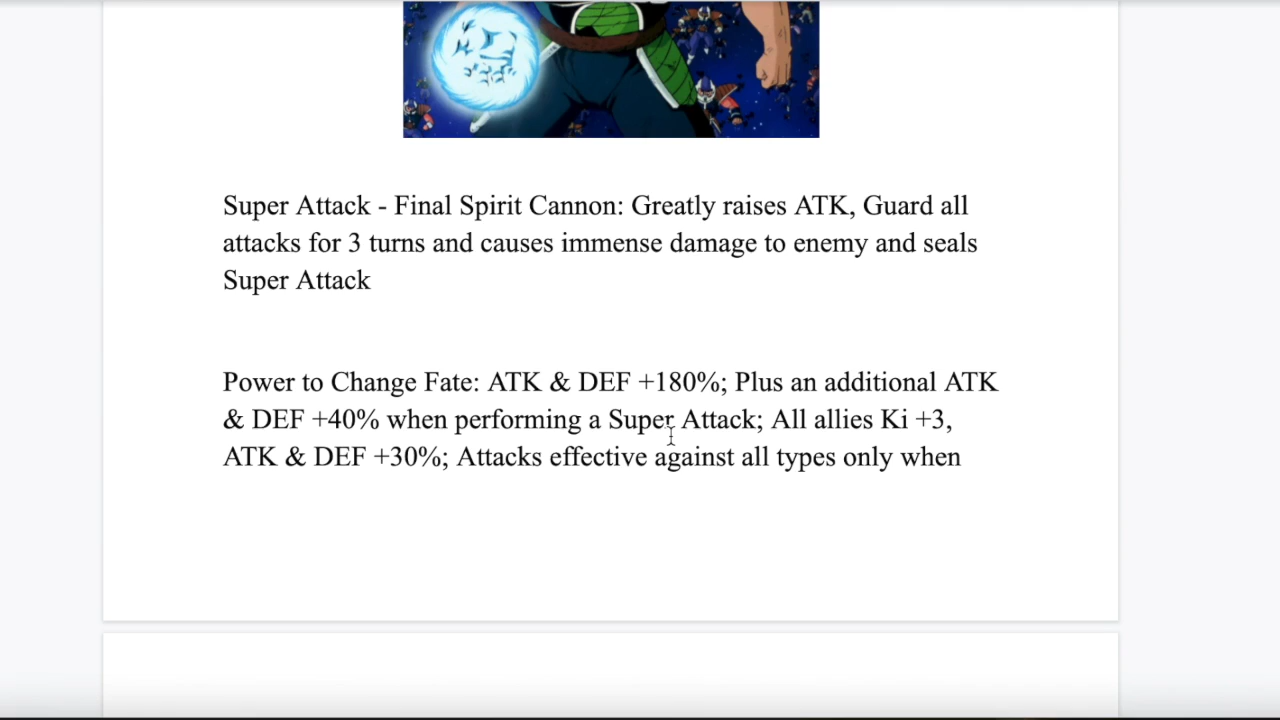 Super Attack - Final Spirit Cannon: Greatly raises ATK, Guard all
attacks for 3 turns and causes immense damage to enemy and seals
Super Attack
Power to Change Fate: ATK & DEF +180%; Plus an additional ATK
& DEF +40% when performing a Super Attack; All allies Ki +3,
ATK & DEF +30%; Attacks effective against all types only when